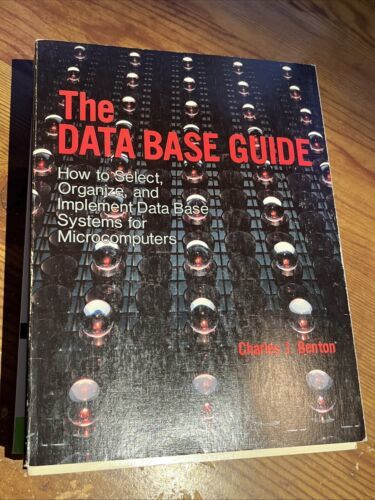 The
DATA BASE GUIDE
How to Select,
Organize, and
Implement Data Base
Systems for
Microcomputers
Charles J. Benton